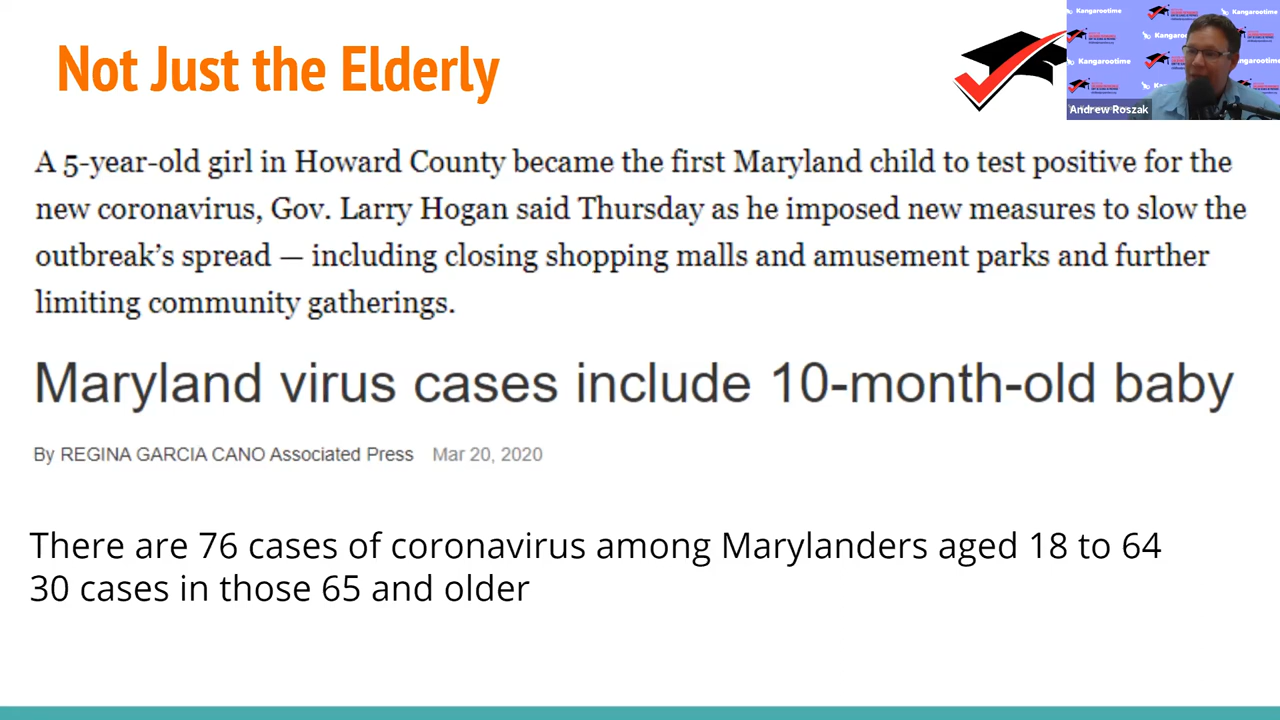 Not Just the Elderly
Kangarootime
Kangarootime
Kangarootime
Kangarootime
Andrew Roszak
A 5-year-old girl in Howard County became the first Maryland child to test positive for the
new coronavirus, Gov. Larry Hogan said Thursday as he imposed new measures to slow the
outbreak’s spread — including closing shopping malls and amusement parks and further
limiting community gatherings.
Maryland virus cases include 10-month-old baby
By REGINA GARCIA CANO Associated Press Mar 20, 2020
There are 76 cases of coronavirus among Marylanders aged 18 to 64
30 cases in those 65 and older